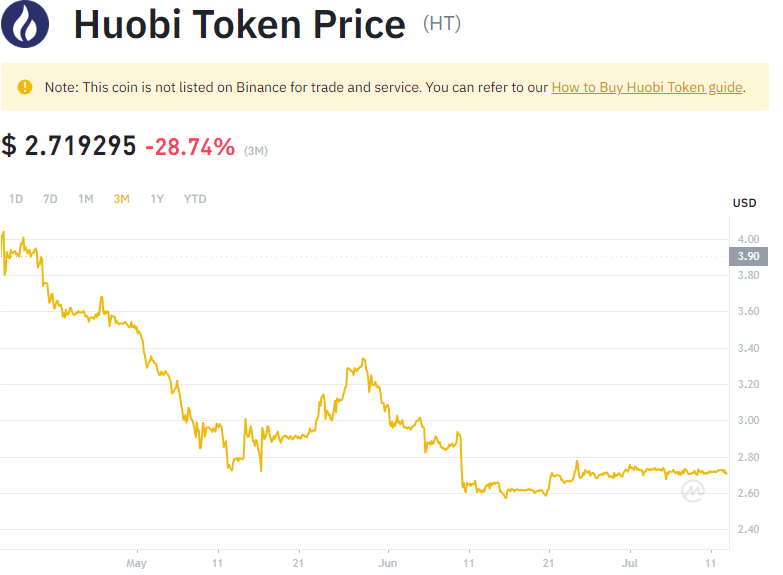 Huobi Token Price (HT)
Note: This coin is not listed on Binance for trade and service. You can refer to our How to Buy Huobi Token guide.
$ 2.719295 -28.74% (3M)
1D 7D 1M 3M 1Y YTD
USD
4.00
3.90
3.80
3.60
3.40
3.20
3.00
2.80
2.60
2.40
May 11 21 Jun 11 21 Jul 11